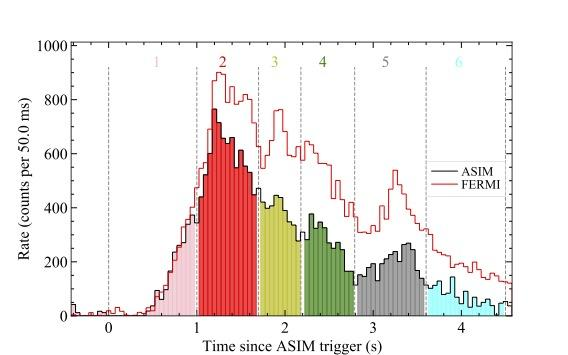 1000
800
600
400
200
0
Rate (counts per 50.0 ms)
1 2 3 4 5 6
ASIM
FERMI
0 1 2 3 4
Time since ASIM trigger (s)